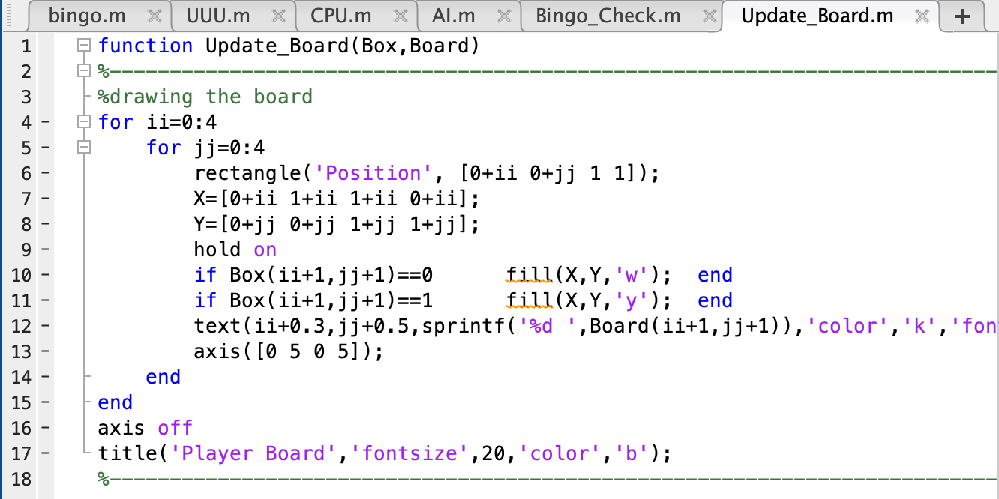 bingo.m UUU.m CPU.m AI.m Bingo_Check.m Update_Board.m +
1 function Update_Board(Box,Board)
2 %--------------------------------------------------------------------------
3 %drawing the board
4 - for ii=0:4
5 - for jj=0:4
6 - rectangle('Position', [0+ii 0+jj 1 1]);
7 - X=[0+ii 1+ii 1+ii 0+ii];
8 - Y=[0+jj 0+jj 1+jj 1+jj];
9 - hold on
10 - if Box(ii+1,jj+1)==0 fill(X,Y,'w'); end
11 - if Box(ii+1,jj+1)==1 fill(X,Y,'y'); end
12 - text(ii+0.3,jj+0.5,sprintf('%d ',Board(ii+1,jj+1)),'color','k','fon
13 - axis([0 5 0 5]);
14 - end
15 - end
16 - axis off
17 - title('Player Board','fontsize',20,'color','b');
18 %--------------------------------------------------------------------------